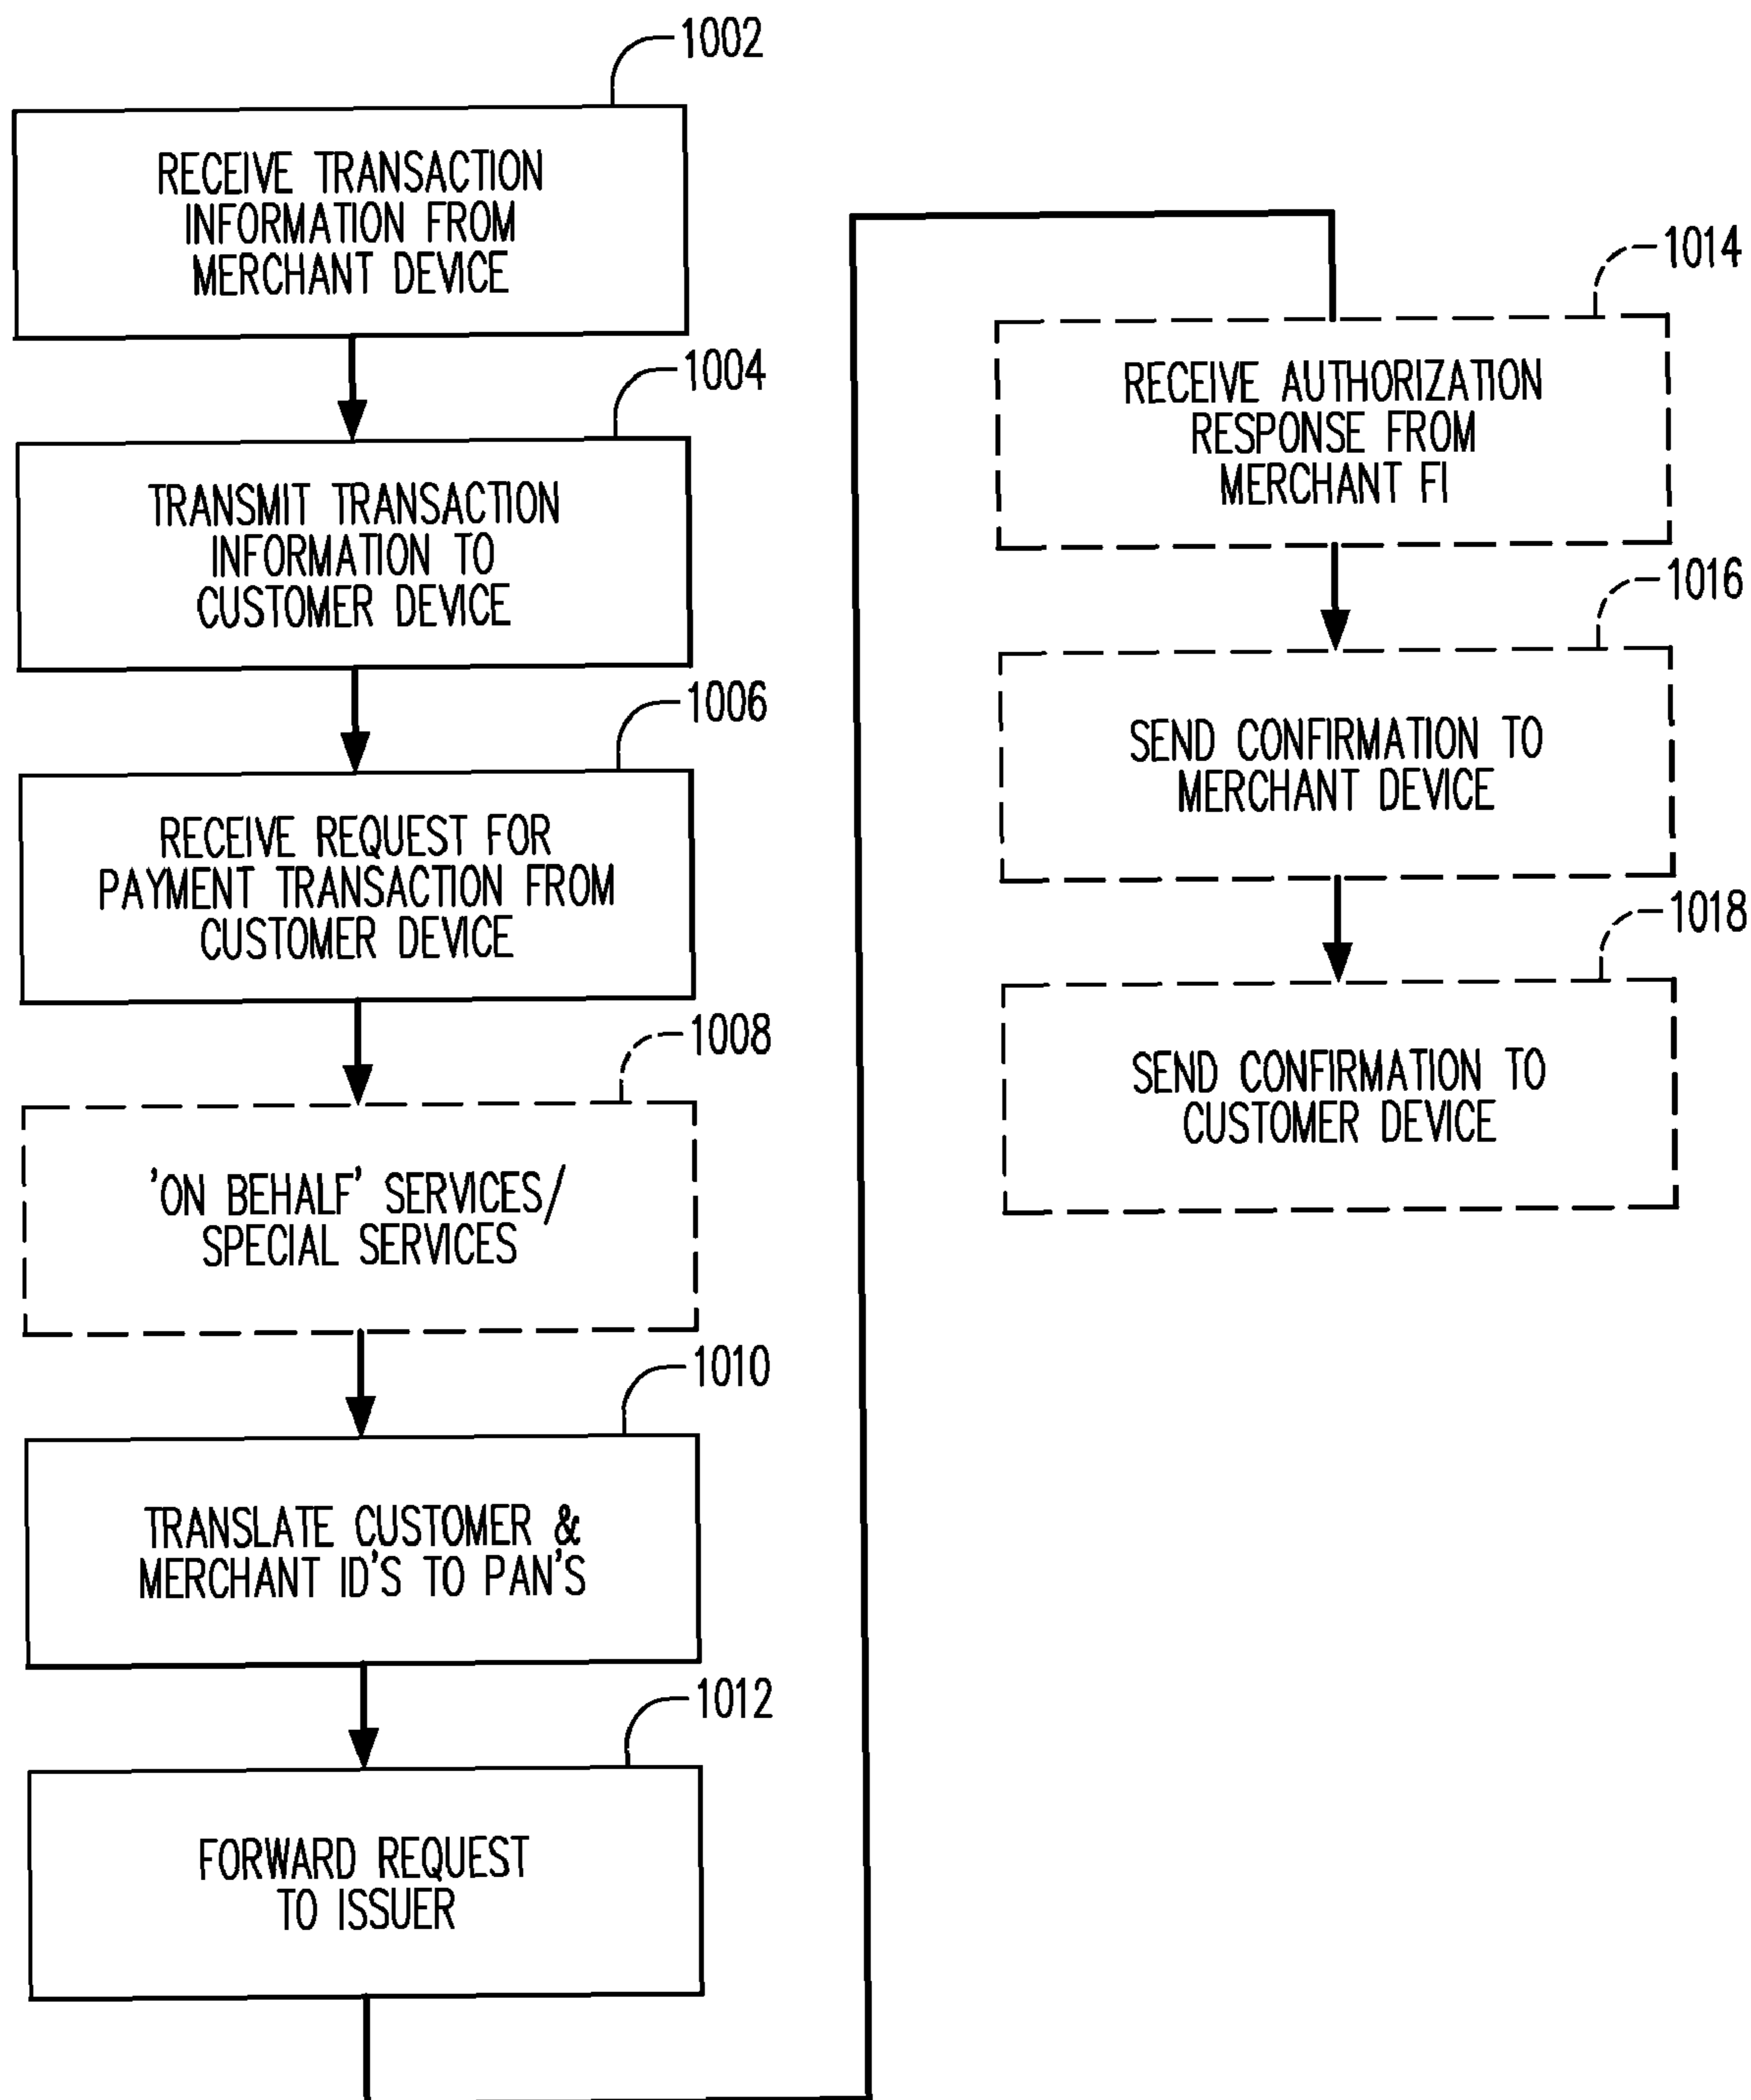 1002
RECEIVE TRANSACTION
INFORMATION FROM
MERCHANT DEVICE
1004
TRANSMIT TRANSACTION
INFORMATION TO
CUSTOMER DEVICE
1006
RECEIVE REQUEST FOR
PAYMENT TRANSACTION FROM
CUSTOMER DEVICE
1008
'ON BEHALF' SERVICES/
SPECIAL SERVICES
1010
TRANSLATE CUSTOMER &
MERCHANT ID'S TO PAN'S
1012
FORWARD REQUEST
TO ISSUER
1014
RECEIVE AUTHORIZATION
RESPONSE FROM
MERCHANT FI
1016
SEND CONFIRMATION TO
MERCHANT DEVICE
1018
SEND CONFIRMATION TO
CUSTOMER DEVICE